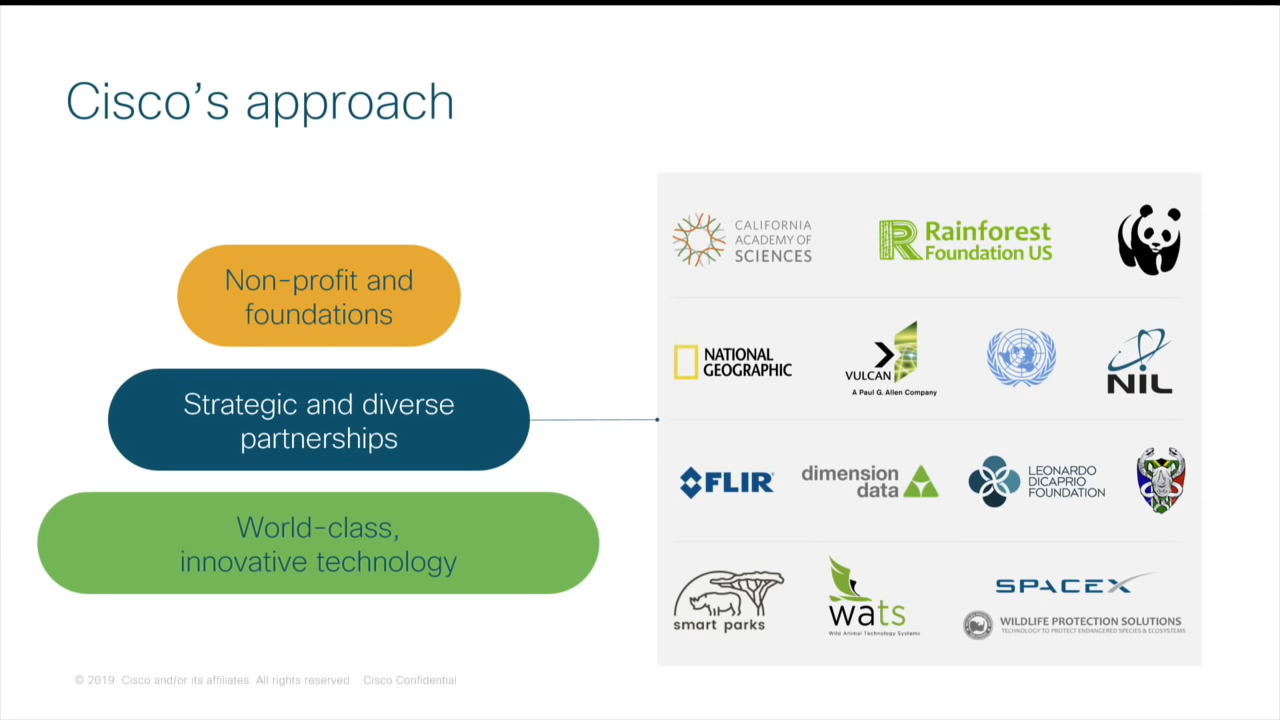 Cisco's approach
Non-profit and
foundations
Strategic and diverse
partnerships
World-class,
innovative technology
CALIFORNIA
ACADEMY OF
SCIENCES
Rainforest
Foundation US
NATIONAL
GEOGRAPHIC
VULCAN
A Paul G. Allen Company
NIL
FLIR
dimension
data
LEONARDO
DICAPRIO
FOUNDATION
smart parks
wats
Wild Animal Technology Systems
SPACEX
WILDLIFE PROTECTION SOLUTIONS
TECHNOLOGY TO PROTECT ENDANGERED SPECIES & ECOSYSTEMS
© 2019 Cisco and/or its affiliates. All rights reserved. Cisco Confidential